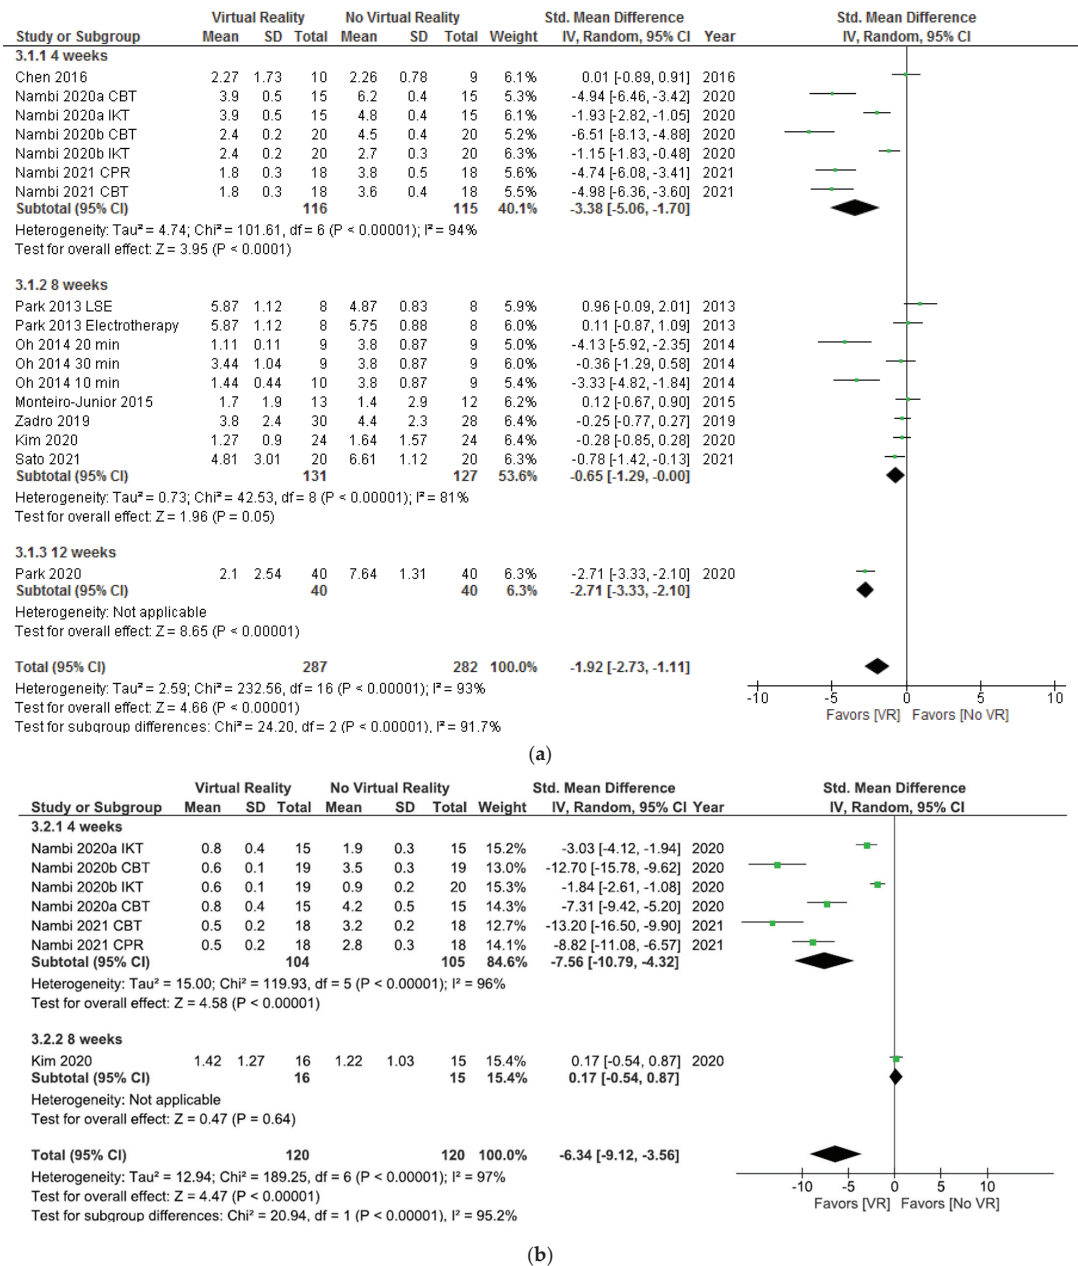 Virtual Reality No Virtual Reality Std. Mean Difference Std. Mean Difference
Study or Subgroup Mean SD Total Mean SD Total Weight IV, Random, 95% CI Year IV, Random, 95% CI
3.1.1 4 weeks
Chen 2016 2.27 1.73 10 2.26 0.78 9 6.1% 0.01 [-0.89, 0.91] 2016
Nambi 2020a CBT 3.9 0.5 15 6.2 0.4 15 5.3% -4.94 [-6.46, -3.42] 2020
Nambi 2020a IKT 3.9 0.5 15 4.8 0.4 15 6.1% -1.93 [-2.82, -1.05] 2020
Nambi 2020b CBT 2.4 0.2 20 4.5 0.4 20 5.2% -6.51 [-8.13, -4.88] 2020
Nambi 2020b IKT 2.4 0.2 20 2.7 0.3 20 6.3% -1.15 [-1.83, -0.48] 2020
Nambi 2021 CPR 1.8 0.3 18 3.8 0.5 18 5.6% -4.74 [-6.08, -3.41] 2021
Nambi 2021 CBT 1.8 0.3 18 3.6 0.4 18 5.5% -4.98 [-6.36, -3.60] 2021
Subtotal (95% CI) 116 115 40.1% -3.38 [-5.06, -1.70]
Heterogeneity: Tau² = 4.74; Chi² = 101.61, df = 6 (P < 0.00001); I² = 94%
Test for overall effect: Z = 3.95 (P < 0.0001)
3.1.2 8 weeks
Park 2013 LSE 5.87 1.12 8 4.87 0.83 8 5.9% 0.96 [-0.09, 2.01] 2013
Park 2013 Electrotherapy 5.87 1.12 8 5.75 0.88 8 6.0% 0.11 [-0.87, 1.09] 2013
Oh 2014 20 min 1.11 0.11 9 3.8 0.87 9 5.0% -4.13 [-5.92, -2.35] 2014
Oh 2014 30 min 3.44 1.04 9 3.8 0.87 9 6.0% -0.36 [-1.29, 0.58] 2014
Oh 2014 10 min 1.44 0.44 10 3.8 0.87 9 5.4% -3.33 [-4.82, -1.84] 2014
Monteiro-Junior 2015 1.7 1.9 13 1.4 2.9 12 6.2% 0.12 [-0.67, 0.90] 2015
Zadro 2019 3.8 2.4 30 4.4 2.3 28 6.4% -0.25 [-0.77, 0.27] 2019
Kim 2020 1.27 0.9 24 1.64 1.57 24 6.4% -0.28 [-0.85, 0.28] 2020
Sato 2021 4.81 3.01 20 6.61 1.12 20 6.3% -0.78 [-1.42, -0.13] 2021
Subtotal (95% CI) 131 127 53.6% -0.65 [-1.29, -0.00]
Heterogeneity: Tau² = 0.73; Chi² = 42.53, df = 8 (P < 0.00001); I² = 81%
Test for overall effect: Z = 1.96 (P = 0.05)
3.1.3 12 weeks
Park 2020 2.1 2.54 40 7.64 1.31 40 6.3% -2.71 [-3.33, -2.10] 2020
Subtotal (95% CI) 40 40 6.3% -2.71 [-3.33, -2.10]
Heterogeneity: Not applicable
Test for overall effect: Z = 8.65 (P < 0.00001)
Total (95% CI) 287 282 100.0% -1.92 [-2.73, -1.11]
Heterogeneity: Tau² = 2.59; Chi² = 232.56, df = 16 (P < 0.00001); I² = 93%
Test for overall effect: Z = 4.66 (P < 0.00001)
Test for subgroup differences: Chi² = 24.20, df = 2 (P < 0.00001), I² = 91.7%
-10 -5 0 5 10
Favors [VR] Favors [No VR]
(a)
Virtual Reality No Virtual Reality Std. Mean Difference Std. Mean Difference
Study or Subgroup Mean SD Total Mean SD Total Weight IV, Random, 95% CI Year IV, Random, 95% CI
3.2.1 4 weeks
Nambi 2020a IKT 0.8 0.4 15 1.9 0.3 15 15.2% -3.03 [-4.12, -1.94] 2020
Nambi 2020b CBT 0.6 0.1 19 3.5 0.3 19 13.0% -12.70 [-15.78, -9.62] 2020
Nambi 2020b IKT 0.6 0.1 19 0.9 0.2 20 15.3% -1.84 [-2.61, -1.08] 2020
Nambi 2020a CBT 0.8 0.4 15 4.2 0.5 15 14.3% -7.31 [-9.42, -5.20] 2020
Nambi 2021 CBT 0.5 0.2 18 3.2 0.2 18 12.7% -13.20 [-16.50, -9.90] 2021
Nambi 2021 CPR 0.5 0.2 18 2.8 0.3 18 14.1% -8.82 [-11.08, -6.57] 2021
Subtotal (95% CI) 104 105 84.6% -7.56 [-10.79, -4.32]
Heterogeneity: Tau² = 15.00; Chi² = 119.93, df = 5 (P < 0.00001); I² = 96%
Test for overall effect: Z = 4.58 (P < 0.00001)
3.2.2 8 weeks
Kim 2020 1.42 1.27 16 1.22 1.03 15 15.4% 0.17 [-0.54, 0.87] 2020
Subtotal (95% CI) 16 15 15.4% 0.17 [-0.54, 0.87]
Heterogeneity: Not applicable
Test for overall effect: Z = 0.47 (P = 0.64)
Total (95% CI) 120 120 100.0% -6.34 [-9.12, -3.56]
Heterogeneity: Tau² = 12.94; Chi² = 189.25, df = 6 (P < 0.00001); I² = 97%
Test for overall effect: Z = 4.47 (P < 0.00001)
Test for subgroup differences: Chi² = 20.94, df = 1 (P < 0.00001), I² = 95.2%
-10 -5 0 5 10
Favors [VR] Favors [No VR]
(b)